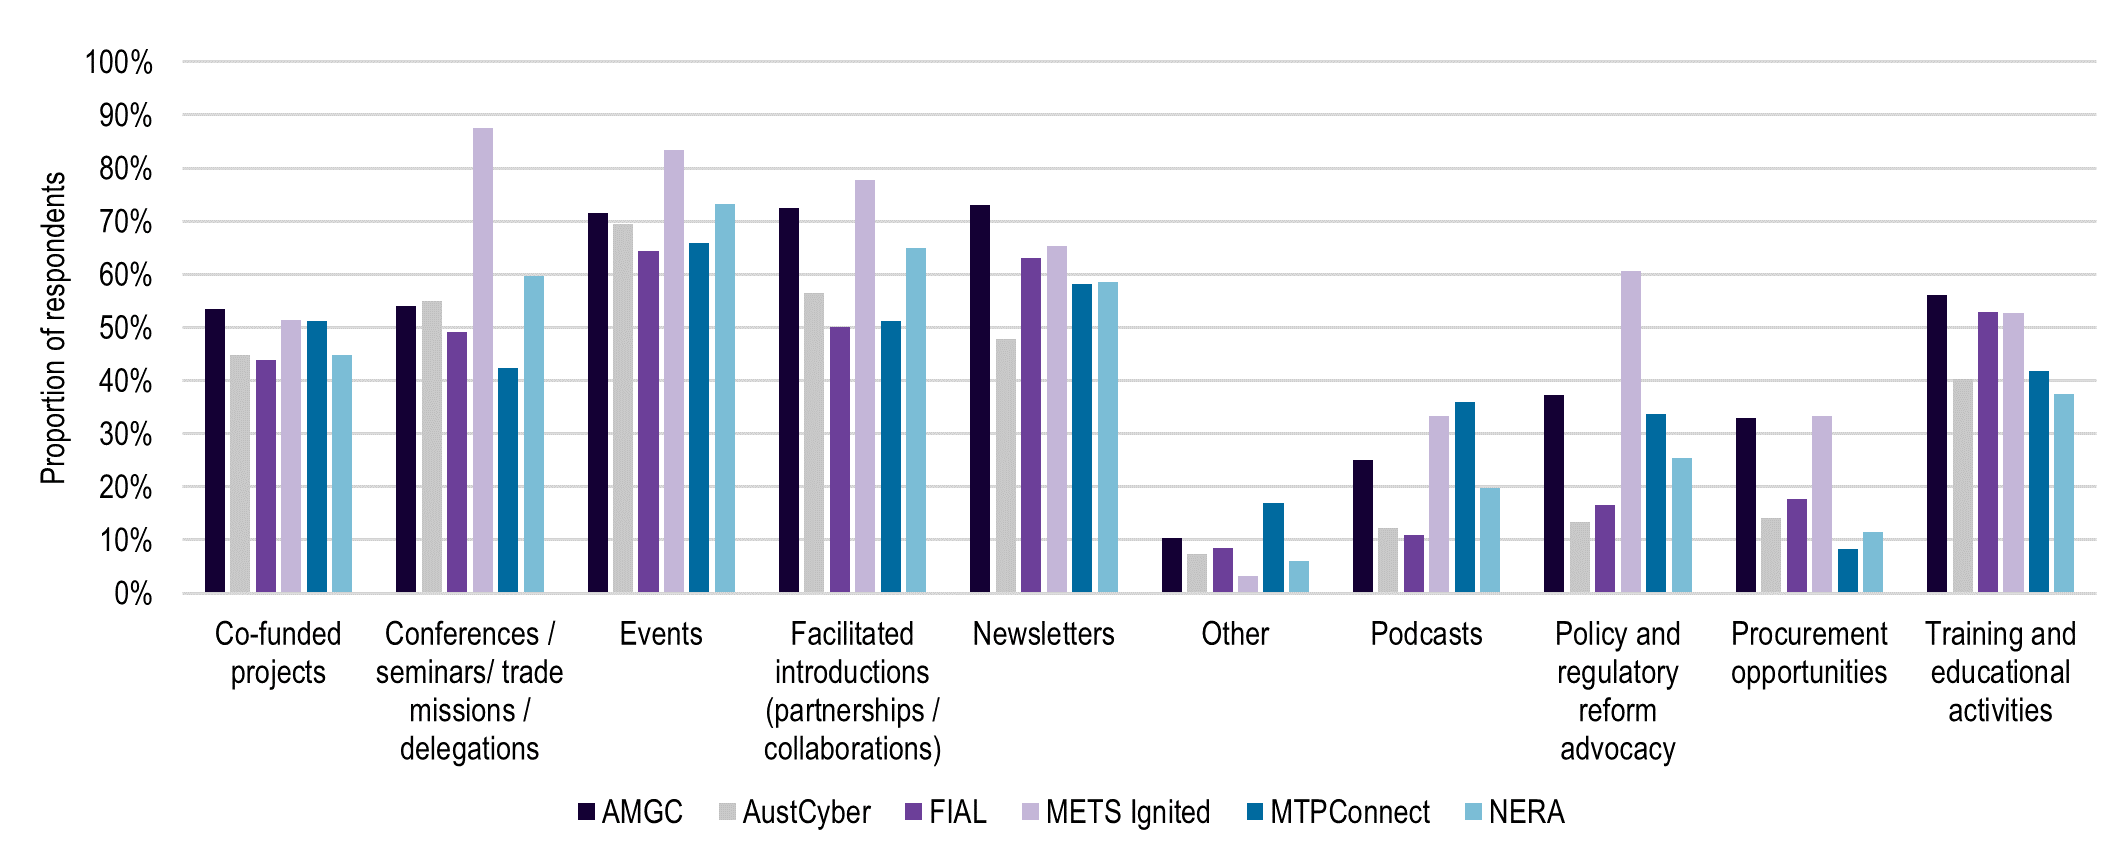 100%
90%
80%
70%
60%
50%
40%
30%
20%
10%
0%
Proportion of respondents
Co-funded
projects
Conferences /
seminars/ trade
missions /
delegations
Events
Facilitated
introductions
(partnerships /
collaborations)
Newsletters
Other
Podcasts
Policy and
regulatory
reform
advocacy
Procurement
opportunities
Training and
educational
activities
AMGC
AustCyber
FIAL
METS Ignited
MTPConnect
NERA